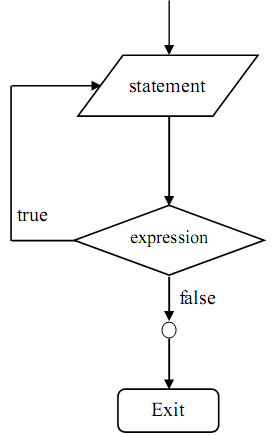 statement
true
expression
false
Exit